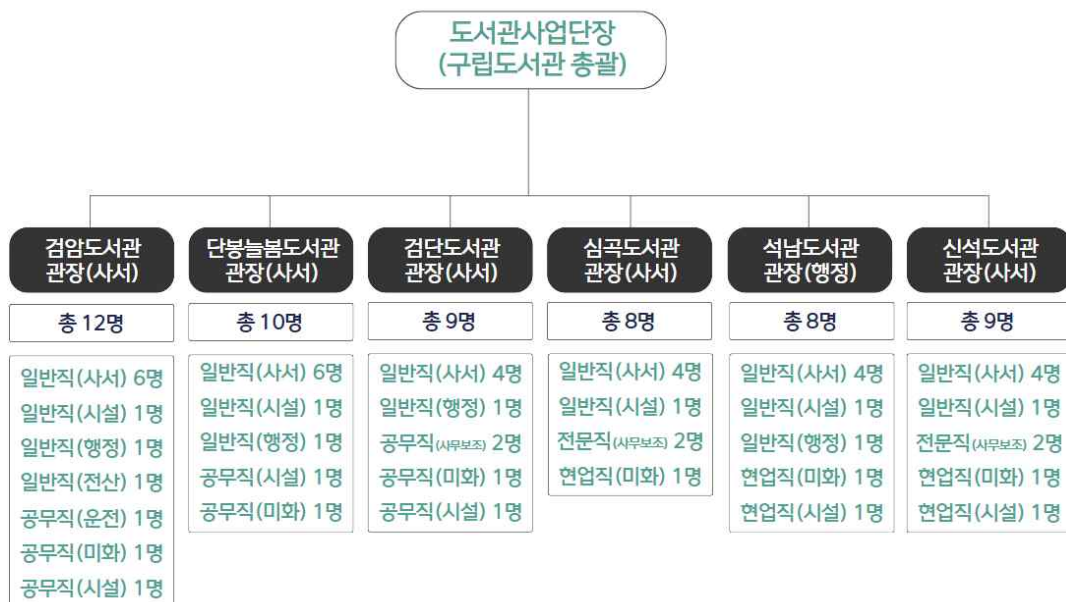 도서관사업단장
(구립도서관 총괄)
검암도서관
관장(사서)
총 12명
일반직(사서) 6명
일반직(시설) 1명
일반직(행정) 1명
일반직(전산) 1명
공무직(운전) 1명
공무직(미화) 1명
공무직(시설) 1명
단봉늘봄도서관
관장(사서)
총 10명
일반직(사서) 6명
일반직(시설) 1명
일반직(행정) 1명
공무직(시설) 1명
공무직(미화) 1명
검단도서관
관장(사서)
총 9명
일반직(사서) 4명
일반직(행정) 1명
공무직(사무보조) 2명
공무직(미화) 1명
공무직(시설) 1명
심곡도서관
관장(사서)
총 8명
일반직(사서) 4명
일반직(시설) 1명
전문직(사무보조) 2명
현업직(미화) 1명
석남도서관
관장(행정)
총 8명
일반직(사서) 4명
일반직(시설) 1명
일반직(행정) 1명
현업직(미화) 1명
현업직(시설) 1명
신석도서관
관장(사서)
총 9명
일반직(사서) 4명
일반직(시설) 1명
전문직(사무보조) 2명
현업직(미화) 1명
현업직(시설) 1명